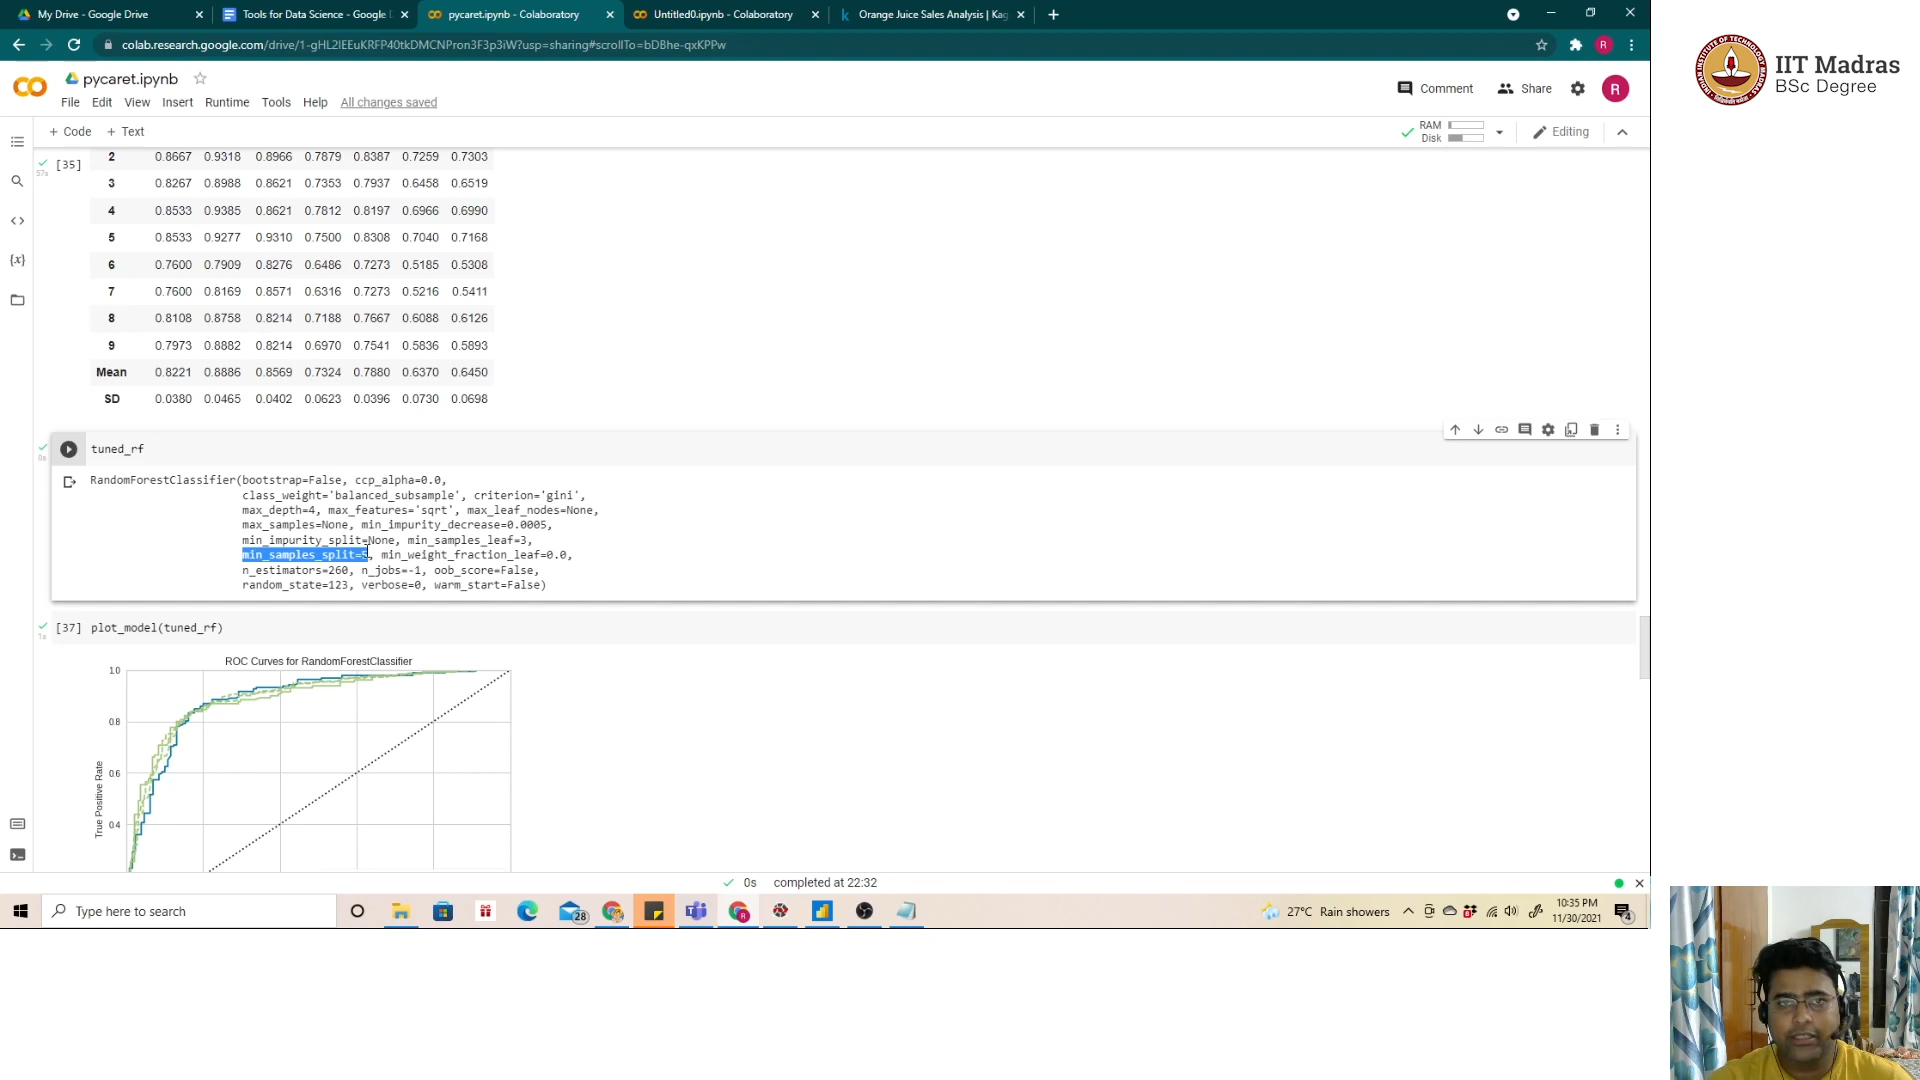 My Drive - Google Drive
Tools for Data Science - Google D
pycaret.ipynb - Colaboratory
Untitled0.ipynb - Colaboratory
Orange Juice Sales Analysis | Kag
colab.research.google.com/drive/1-gHL2IEEuKRFP40tkDMCNPron3F3p3iW?usp=sharing#scrollTo=bDBhe-qxKPPw
R
IIT Madras
BSc Degree
pycaret.ipynb
Comment
Share
R
File Edit View Insert Runtime Tools Help All changes saved
+ Code + Text
RAM
Disk
Editing
[35]
57s
2 0.8667 0.9318 0.8966 0.7879 0.8387 0.7259 0.7303
3 0.8267 0.8988 0.8621 0.7353 0.7937 0.6458 0.6519
4 0.8533 0.9385 0.8621 0.7812 0.8197 0.6966 0.6990
5 0.8533 0.9277 0.9310 0.7500 0.8308 0.7040 0.7168
6 0.7600 0.7909 0.8276 0.6486 0.7273 0.5185 0.5308
7 0.7600 0.8169 0.8571 0.6316 0.7273 0.5216 0.5411
8 0.8108 0.8758 0.8214 0.7188 0.7667 0.6088 0.6126
9 0.7973 0.8882 0.8214 0.6970 0.7541 0.5836 0.5893
Mean 0.8221 0.8886 0.8569 0.7324 0.7880 0.6370 0.6450
SD 0.0380 0.0465 0.0402 0.0623 0.0396 0.0730 0.0698
tuned_rf
0s
RandomForestClassifier(bootstrap=False, ccp_alpha=0.0,
class_weight='balanced_subsample', criterion='gini',
max_depth=4, max_features='sqrt', max_leaf_nodes=None,
max_samples=None, min_impurity_decrease=0.0005,
min_impurity_split=None, min_samples_leaf=3,
min_samples_split=5, min_weight_fraction_leaf=0.0,
n_estimators=260, n_jobs=-1, oob_score=False,
random_state=123, verbose=0, warm_start=False)
[37] plot_model(tuned_rf)
1s
ROC Curves for RandomForestClassifier
1.0
0.8
0.6
0.4
True Positive Rate
0s completed at 22:32
Type here to search
28
27°C Rain showers
10:35 PM
11/30/2021
4